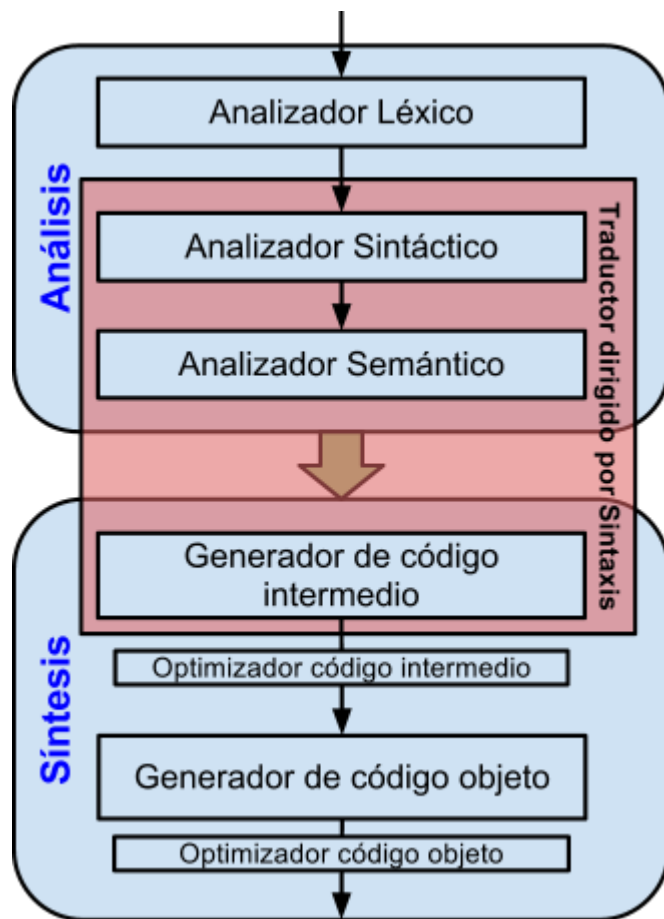 Analizador Léxico
Análisis
Analizador Sintáctico
Analizador Semántico
Traductor dirigido por Sintaxis
Generador de código
intermedio
Optimizador código intermedio
Síntesis
Generador de código objeto
Optimizador código objeto